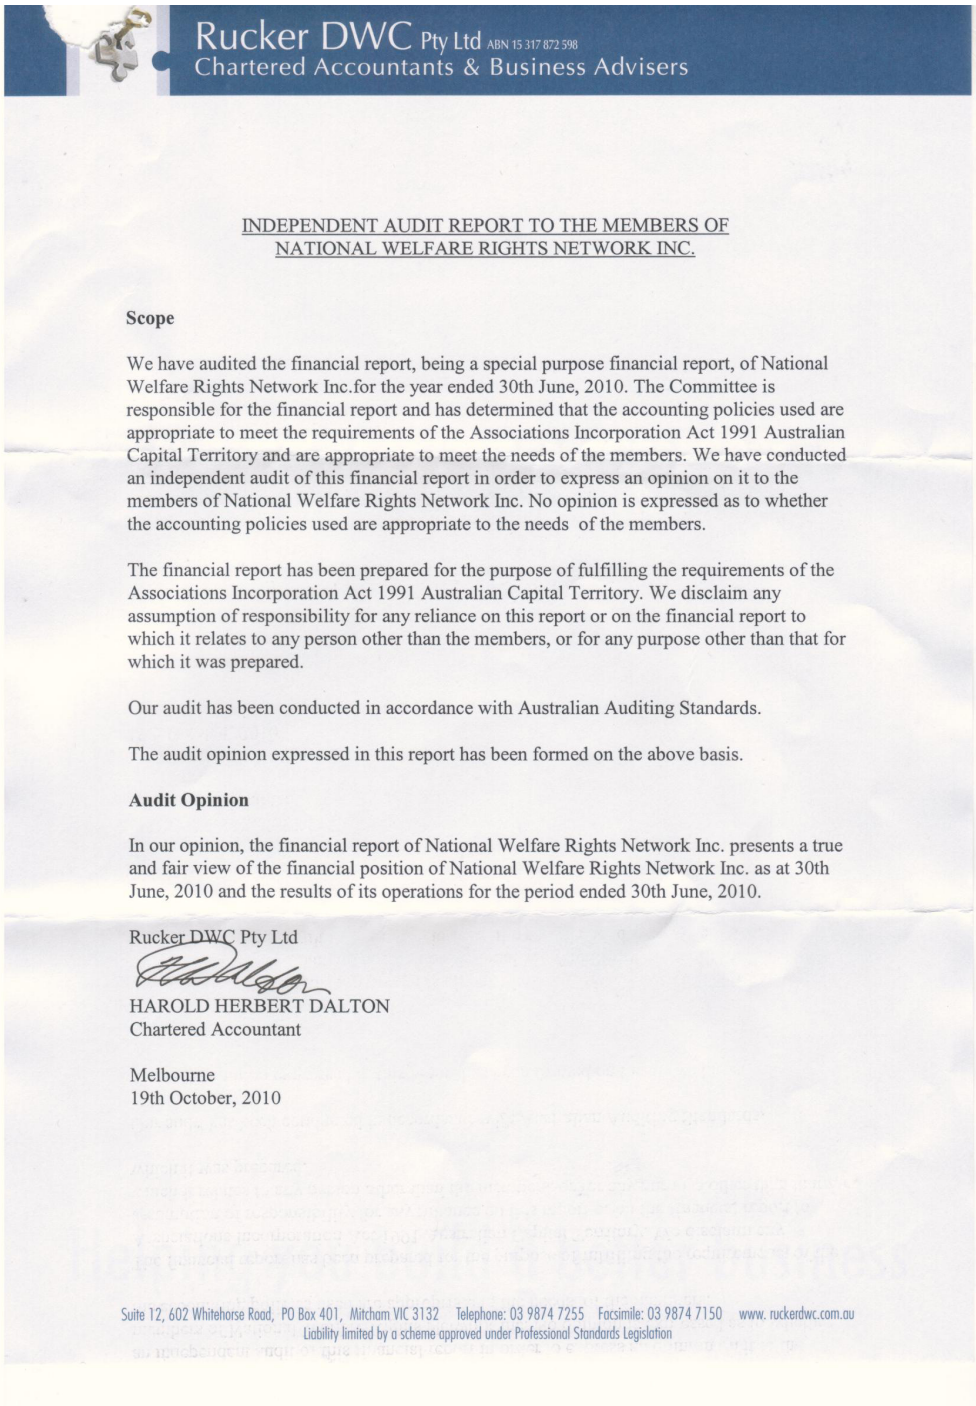 Rucker DWC Pty Ltd ABN 15 317 872 598
Chartered Accountants & Business Advisers
INDEPENDENT AUDIT REPORT TO THE MEMBERS OF
NATIONAL WELFARE RIGHTS NETWORK INC.
Scope
We have audited the financial report, being a special purpose financial report, of National
Welfare Rights Network Inc.for the year ended 30th June, 2010. The Committee is
responsible for the financial report and has determined that the accounting policies used are
appropriate to meet the requirements of the Associations Incorporation Act 1991 Australian
Capital Territory and are appropriate to meet the needs of the members. We have conducted
an independent audit of this financial report in order to express an opinion on it to the
members of National Welfare Rights Network Inc. No opinion is expressed as to whether
the accounting policies used are appropriate to the needs of the members.
The financial report has been prepared for the purpose of fulfilling the requirements of the
Associations Incorporation Act 1991 Australian Capital Territory. We disclaim any
assumption of responsibility for any reliance on this report or on the financial report to
which it relates to any person other than the members, or for any purpose other than that for
which it was prepared.
Our audit has been conducted in accordance with Australian Auditing Standards.
The audit opinion expressed in this report has been formed on the above basis.
Audit Opinion
In our opinion, the financial report of National Welfare Rights Network Inc. presents a true
and fair view of the financial position of National Welfare Rights Network Inc. as at 30th
June, 2010 and the results of its operations for the period ended 30th June, 2010.
Rucker DWC Pty Ltd
HHDalton
HAROLD HERBERT DALTON
Chartered Accountant
Melbourne
19th October, 2010
Suite 12, 602 Whitehorse Road, PO Box 401, Mitcham VIC 3132 Telephone: 03 9874 7255 Facsimile: 03 9874 7150 www. ruckerdwc.com.au
Liability limited by a scheme approved under Professional Standards Legislation